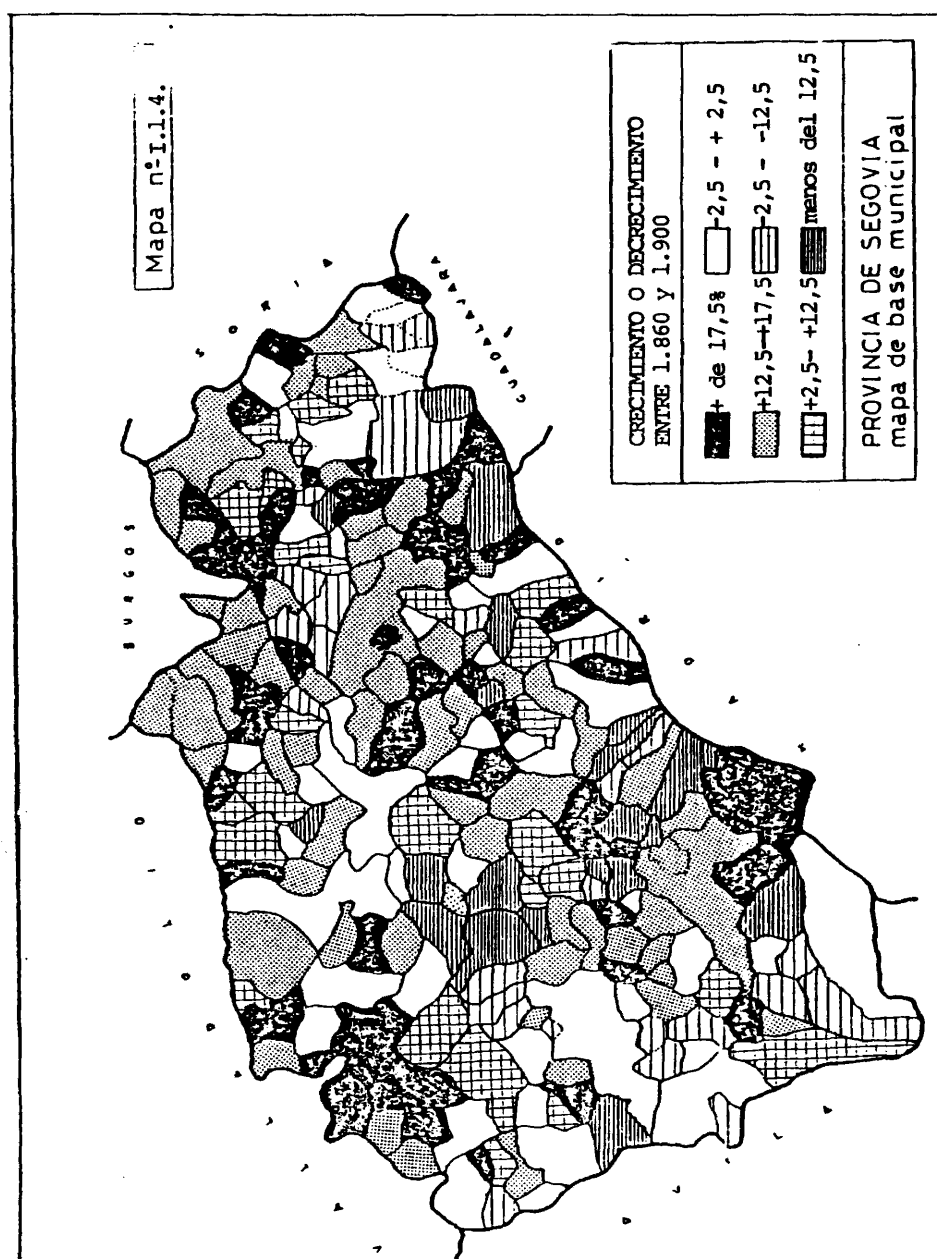 Mapa nº I.1.4.
BURGOS
SORIA
GUADALAJARA
CRECIMIENTO O DECRECIMIENTO
ENTRE 1.860 y 1.900
+ de 17,5%
-2,5 - + 2,5
+12,5-+17,5
-2,5 - -12,5
+2,5- +12,5
menos del 12,5
PROVINCIA DE SEGOVIA
mapa de base municipal